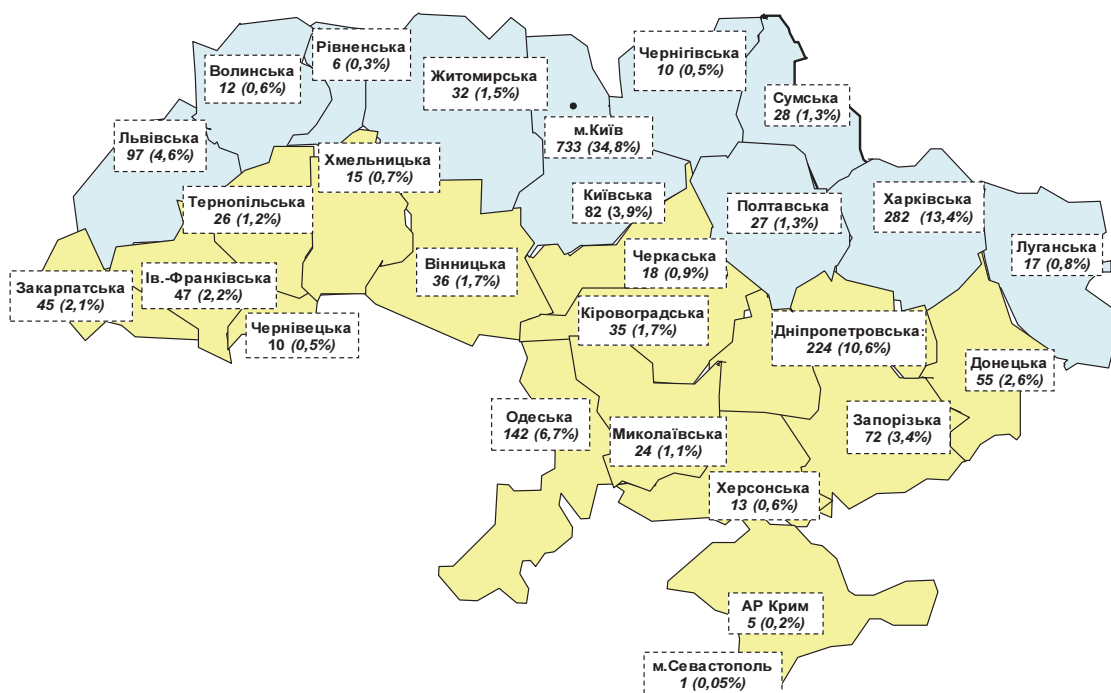 Рівненська
6 (0,3%)
Волинська
12 (0,6%)
Житомирська
32 (1,5%)
Чернігівська
10 (0,5%)
Сумська
28 (1,3%)
Львівська
97 (4,6%)
м.Київ
733 (34,8%)
Хмельницька
15 (0,7%)
Тернопільська
26 (1,2%)
Київська
82 (3,9%)
Полтавська
27 (1,3%)
Харківська
282 (13,4%)
Луганська
17 (0,8%)
Черкаська
18 (0,9%)
Вінницька
36 (1,7%)
Ів.-Франківська
47 (2,2%)
Закарпатська
45 (2,1%)
Чернівецька
10 (0,5%)
Кіровоградська
35 (1,7%)
Дніпропетровська
224 (10,6%)
Донецька
55 (2,6%)
Одеська
142 (6,7%)
Миколаївська
24 (1,1%)
Запорізька
72 (3,4%)
Херсонська
13 (0,6%)
АР Крим
5 (0,2%)
м.Севастополь
1 (0,05%)